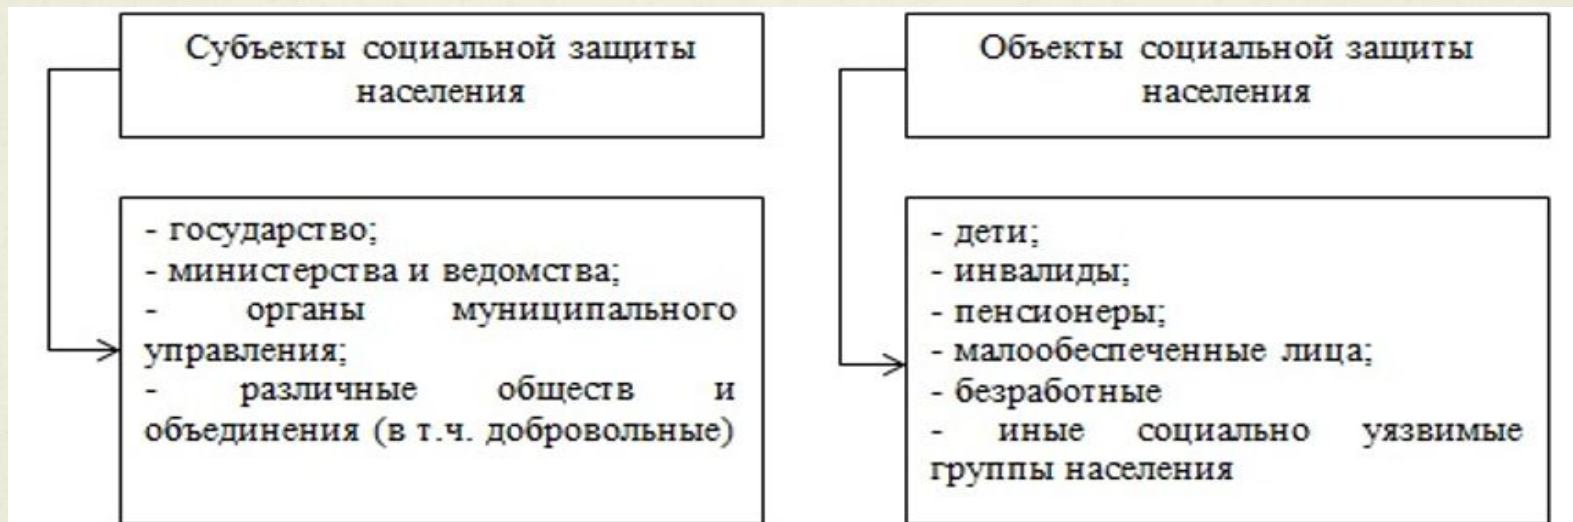 Субъекты социальной защиты
населения
- государство;
- министерства и ведомства;
- органы муниципального
управления;
- различные обществ и
объединения (в т.ч. добровольные)
Объекты социальной защиты
населения
- дети;
- инвалиды;
- пенсионеры;
- малообеспеченные лица;
- безработные
- иные социально уязвимые
группы населения